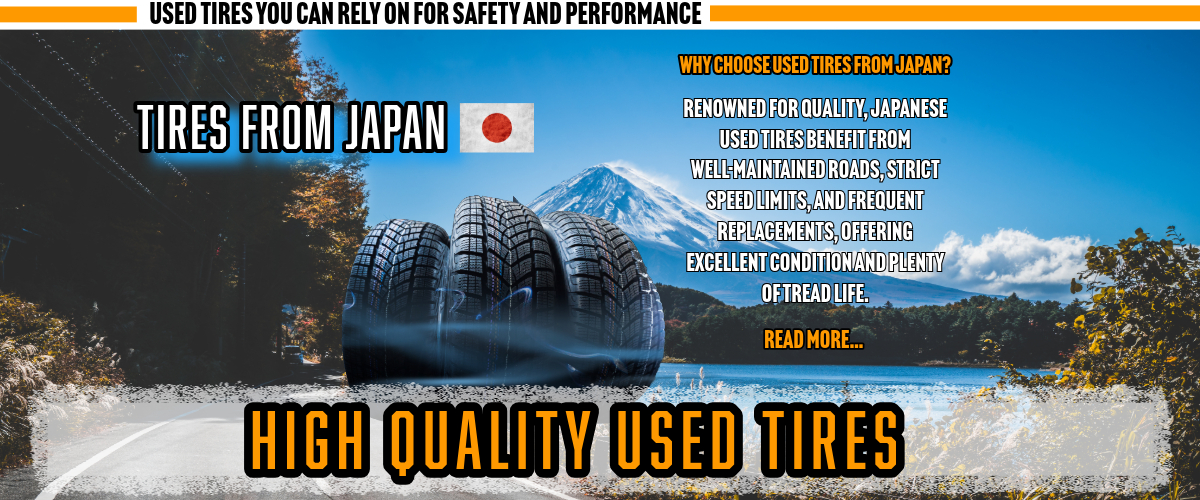 USED TIRES YOU CAN RELY ON FOR SAFETY AND PERFORMANCE
TIRES FROM JAPAN
WHY CHOOSE USED TIRES FROM JAPAN?
RENOWNED FOR QUALITY, JAPANESE
USED TIRES BENEFIT FROM
WELL-MAINTAINED ROADS, STRICT
SPEED LIMITS, AND FREQUENT
REPLACEMENTS, OFFERING
EXCELLENT CONDITION AND PLENTY
OF TREAD LIFE.
READ MORE...
HIGH QUALITY USED TIRES